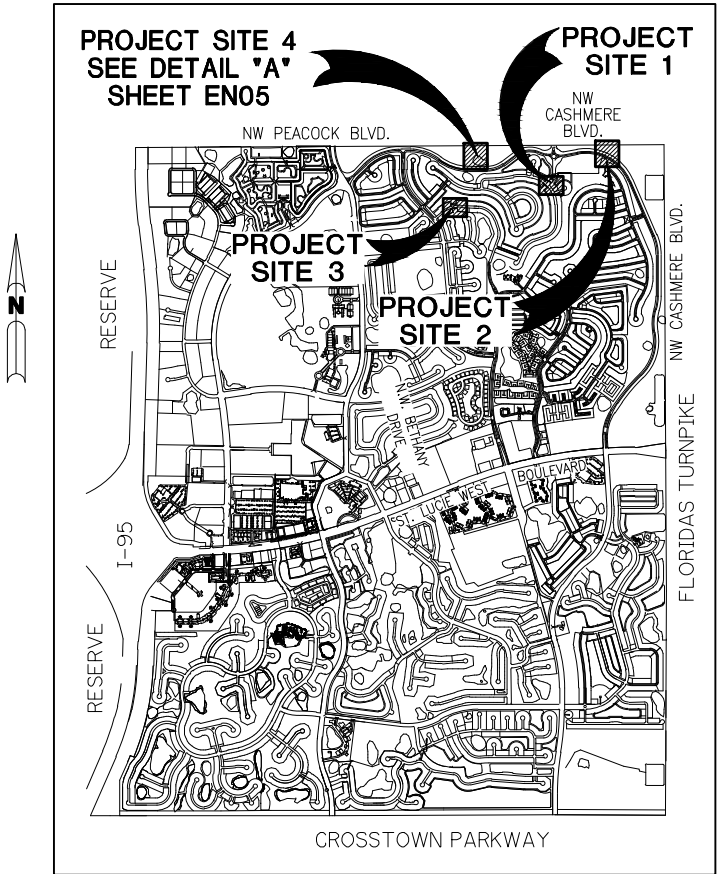 PROJECT SITE 4
SEE DETAIL "A"
SHEET EN05
PROJECT
SITE 1
NW
CASHMERE
BLVD.
NW PEACOCK BLVD.
PROJECT
SITE 3
PROJECT
SITE 2
RESERVE
N
NW CASHMERE BLVD.
N.W. BETHANY
DRIVE
ST. LUCIE WEST
BOULEVARD
FLORIDAS TURNPIKE
I-95
RESERVE
CROSSTOWN PARKWAY